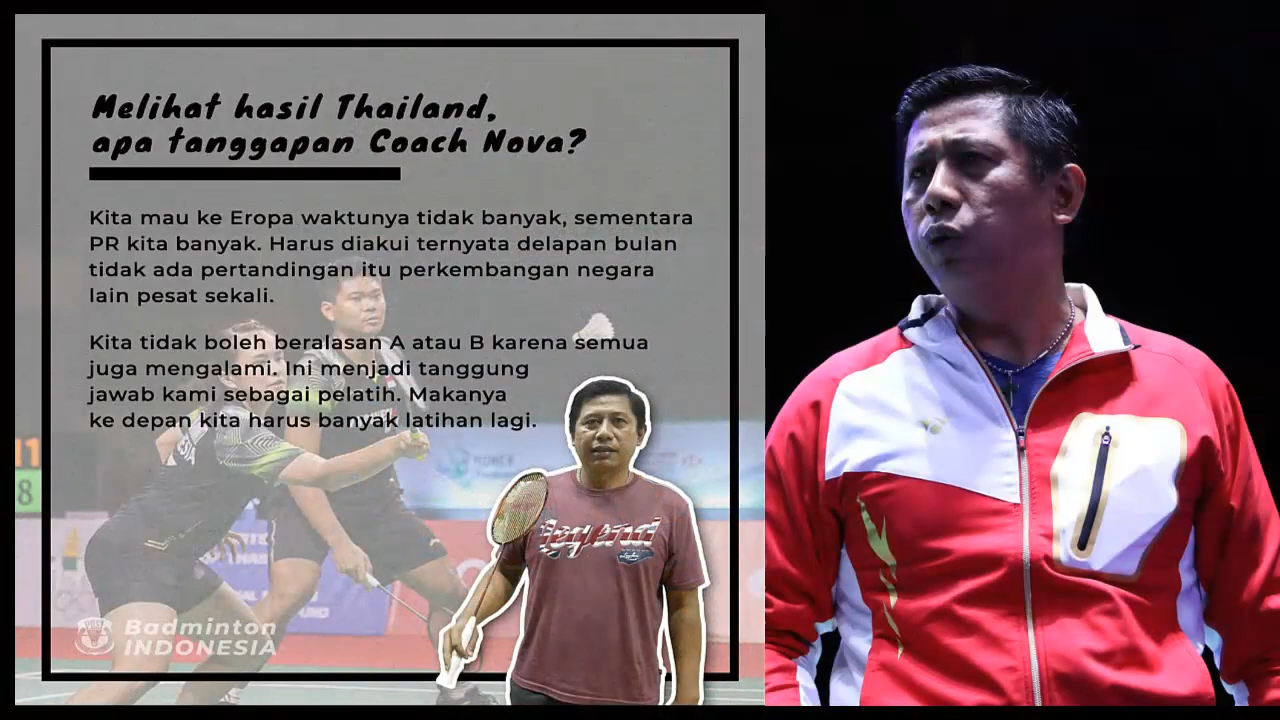 Melihat hasil Thailand,
apa tanggapan Coach Nova?
Kita mau ke Eropa waktunya tidak banyak, sementara
PR kita banyak. Harus diakui ternyata delapan bulan
tidak ada pertandingan itu perkembangan negara
lain pesat sekali.
Kita tidak boleh beralasan A atau B karena semua
juga mengalami. Ini menjadi tanggung
jawab kami sebagai pelatih. Makanya
ke depan kita harus banyak latihan lagi.
legend
Badminton
INDONESIA